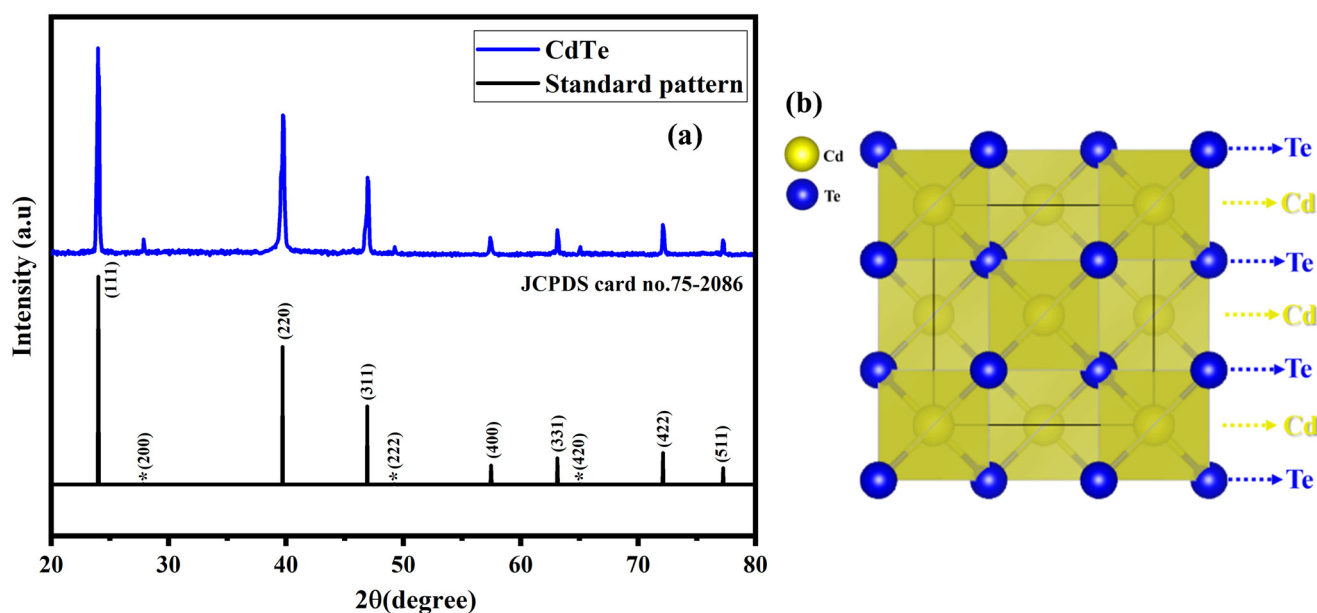 CdTe
Standard pattern
(a)
JCPDS card no.75-2086
(111)
*(200)
(220)
(311)
*(222)
(400)
(331)
*(420)
(422)
(511)
Intensity (a.u)
20 30 40 50 60 70 80
2θ(degree)
(b)
Cd
Te
Te
Cd
Te
Cd
Te
Cd
Te